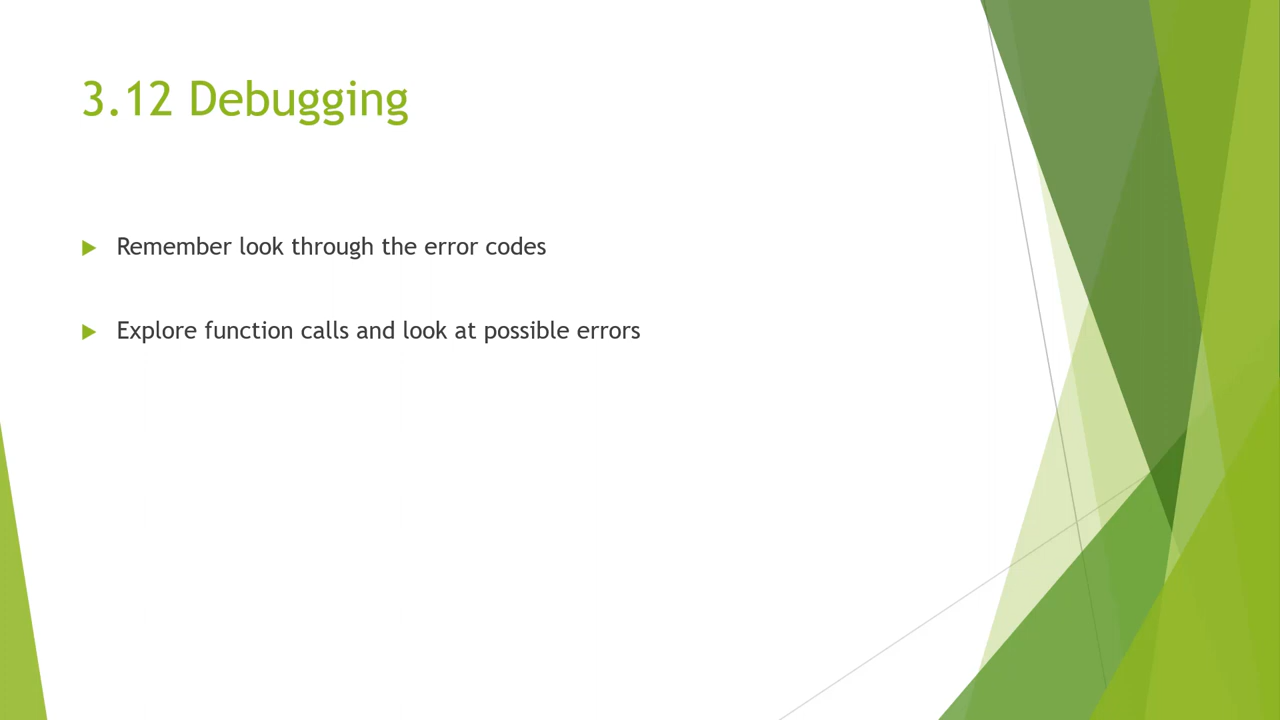 3.12 Debugging
Remember look through the error codes
Explore function calls and look at possible errors